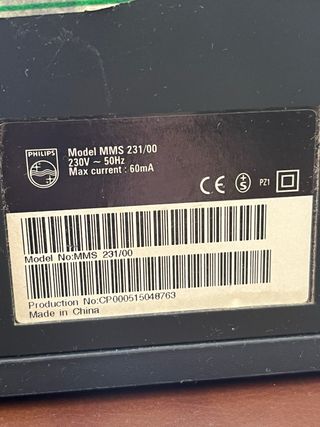 PHILIPS
Model MMS 231/00
230V ~ 50Hz
Max current : 60mA
CE S PZ1
Model No:MMS 231/00
Production No:CP000515048763
Made in China